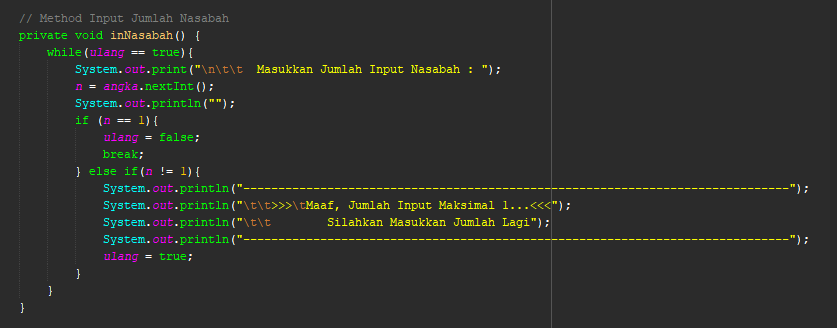 // Method Input Jumlah Nasabah
private void inNasabah() {
while(ulang == true){
System.out.print("\n\t\t  Masukkan Jumlah Input Nasabah : ");
n = angka.nextInt();
System.out.println("");
if (n == 1){
ulang = false;
break;
} else if(n != 1){
System.out.println("------------------------------------------------------------------------------");
System.out.println("\t\t>>>\tMaaf, Jumlah Input Maksimal 1...<<<");
System.out.println("\t\t        Silahkan Masukkan Jumlah Lagi");
System.out.println("------------------------------------------------------------------------------");
ulang = true;
}
}
}